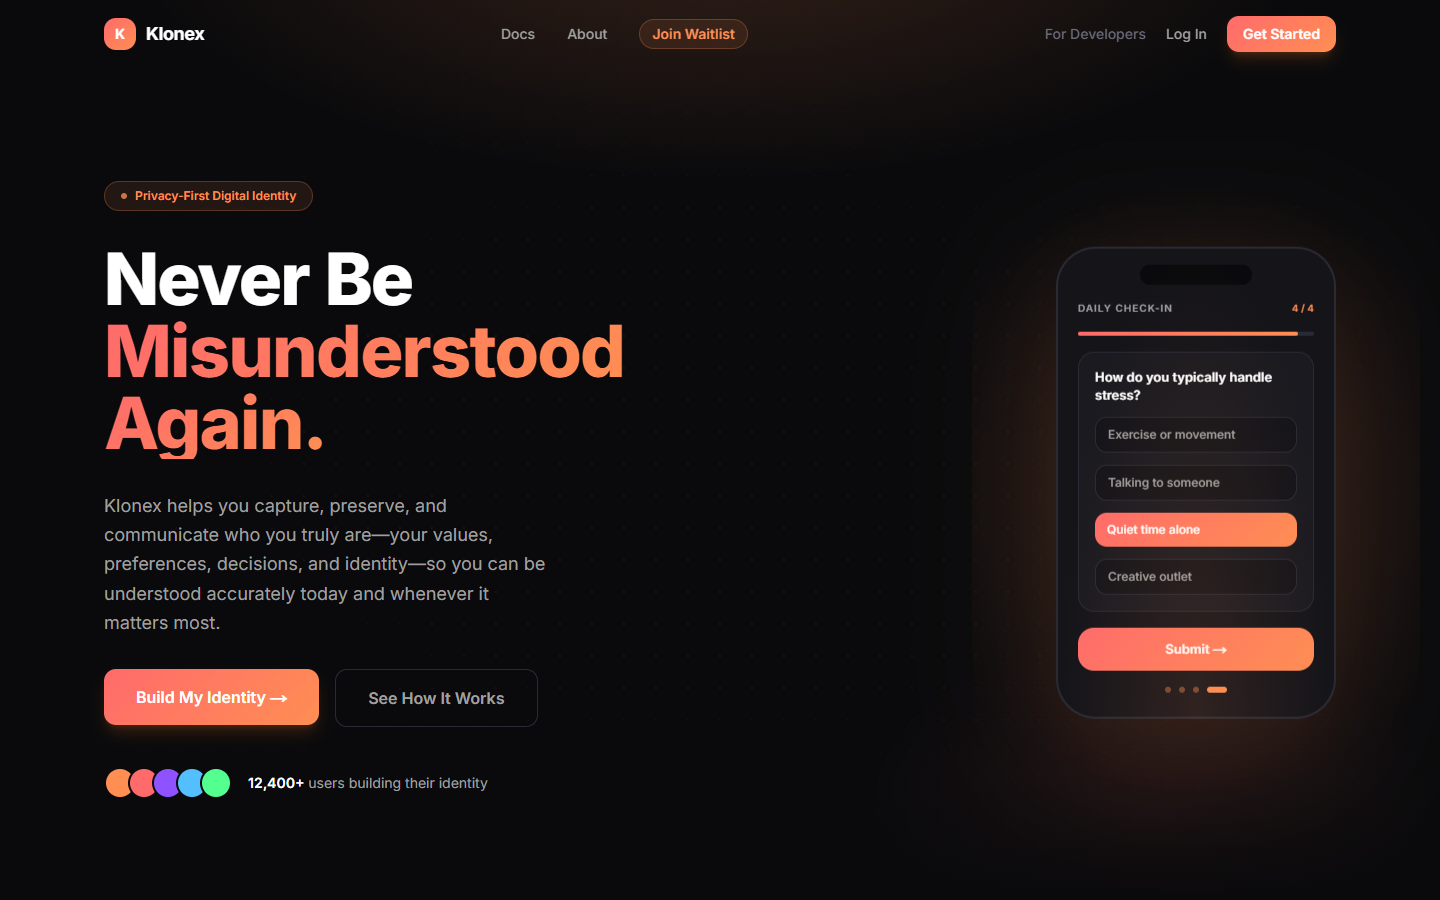 K Klonex
Docs About Join Waitlist
For Developers Log In Get Started
Privacy-First Digital Identity
Never Be
Misunderstood
Again.
Klonex helps you capture, preserve, and
communicate who you truly are—your values,
preferences, decisions, and identity—so you can be
understood accurately today and whenever it
matters most.
Build My Identity →
See How It Works
12,400+ users building their identity
DAILY CHECK-IN 4 / 4
How do you typically handle
stress?
Exercise or movement
Talking to someone
Quiet time alone
Creative outlet
Submit →